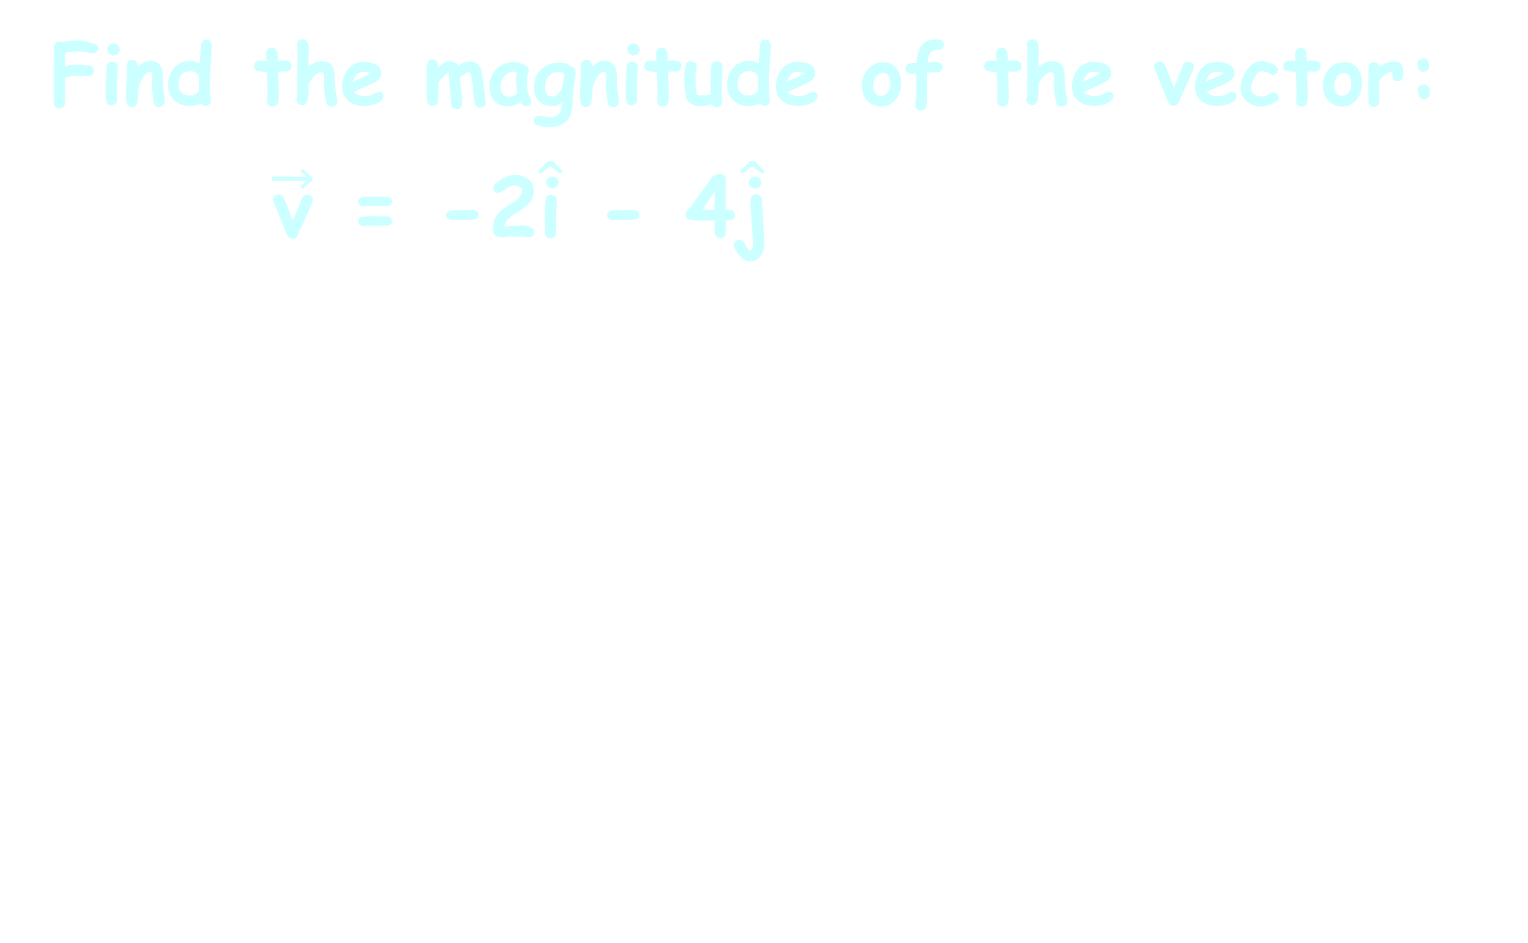 Find the magnitude of the vector:
v⃗ = -2î - 4ĵ